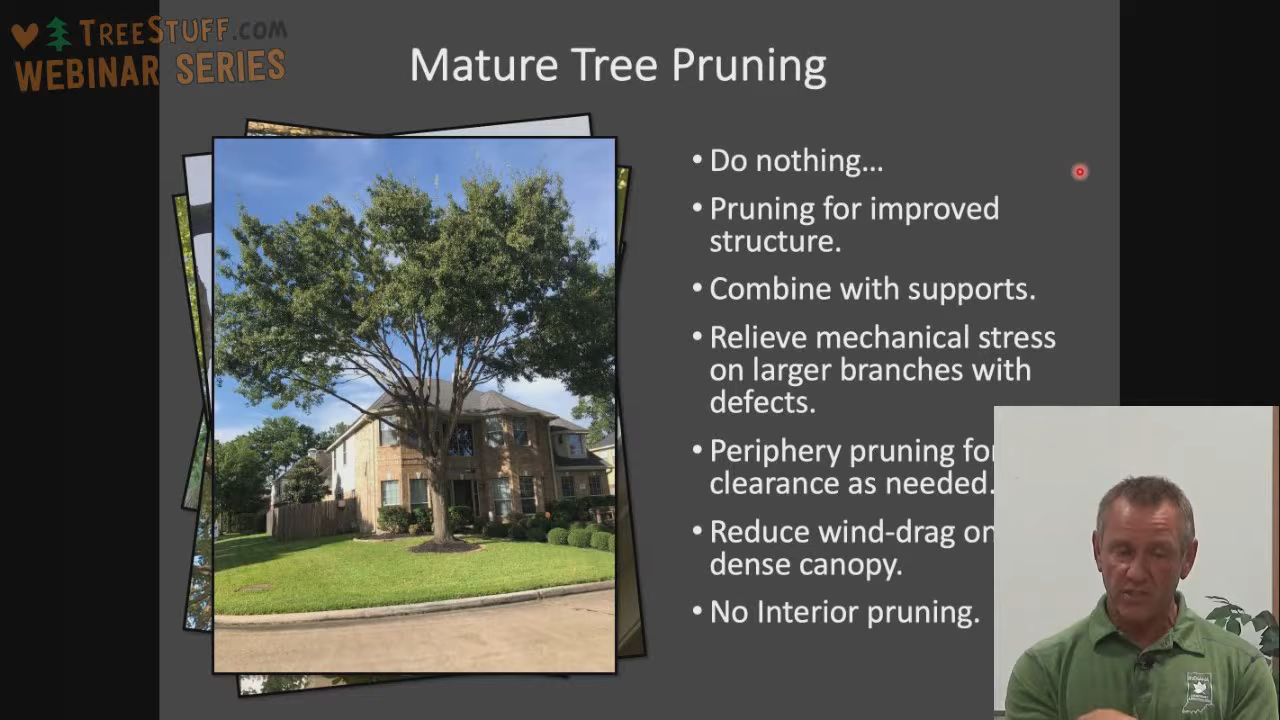 TREESTUFF.COM
WEBINAR SERIES
Mature Tree Pruning
• Do nothing...
• Pruning for improved
structure.
• Combine with supports.
• Relieve mechanical stress
on larger branches with
defects.
• Periphery pruning for
clearance as needed.
• Reduce wind-drag on
dense canopy.
• No Interior pruning.
INDIANA